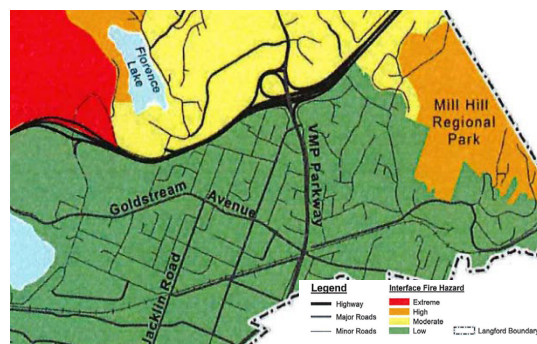 Florence
Lake
Mill Hill
Regional
Park
VMP Parkway
Goldstream Avenue
Jacklin Road
Legend
Highway
Major Roads
Minor Roads
Interface Fire Hazard
Extreme
High
Moderate
Low
Langford Boundary